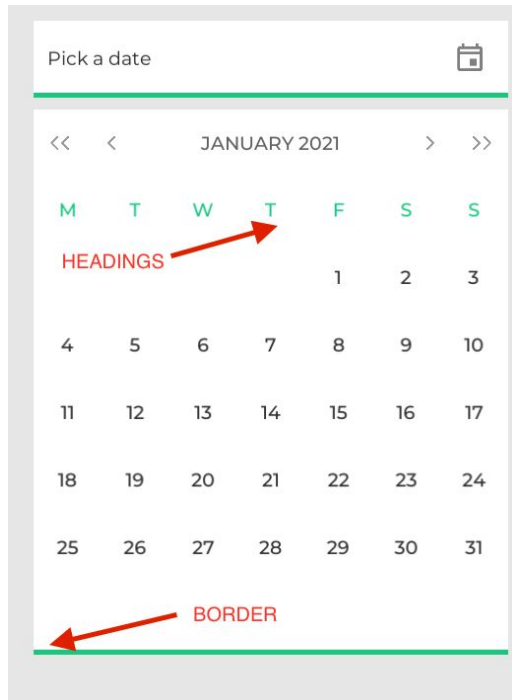 Pick a date
<< < JANUARY 2021 > >>
M T W T F S S
HEADINGS
1 2 3
4 5 6 7 8 9 10
11 12 13 14 15 16 17
18 19 20 21 22 23 24
25 26 27 28 29 30 31
BORDER